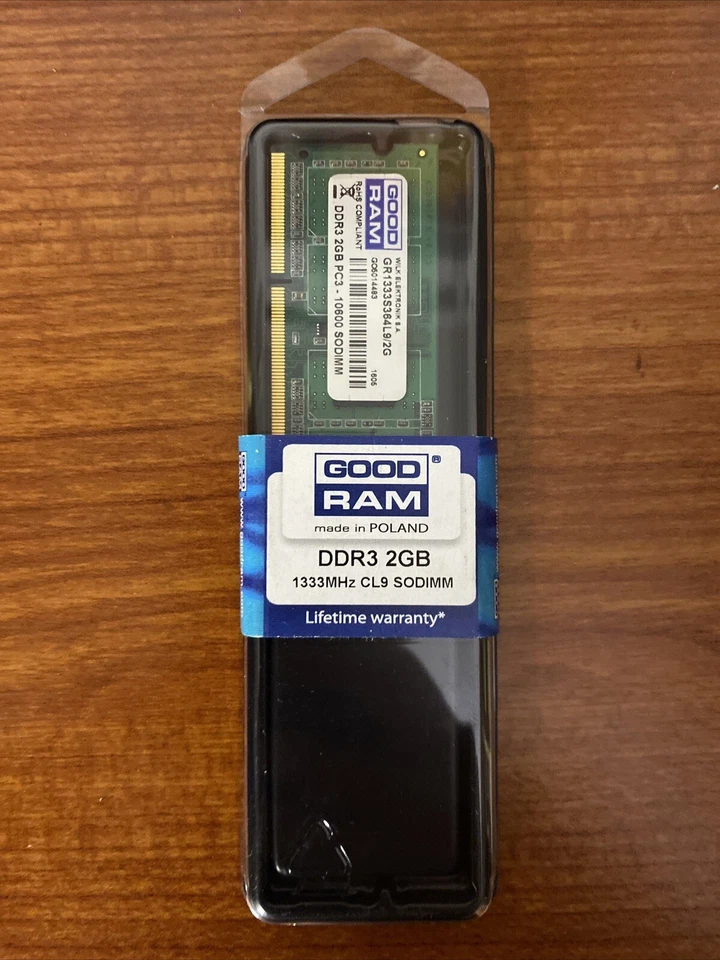 GOOD
RAM
WILK ELEKTRONIK S.A.
GR1333S364L9/2G
GO6014483
1606
RoHS COMPLIANT
DDR3 2GB PC3 - 10600 SODIMM
GOOD®
RAM
made in POLAND
DDR3 2GB
1333MHz CL9 SODIMM
Lifetime warranty*